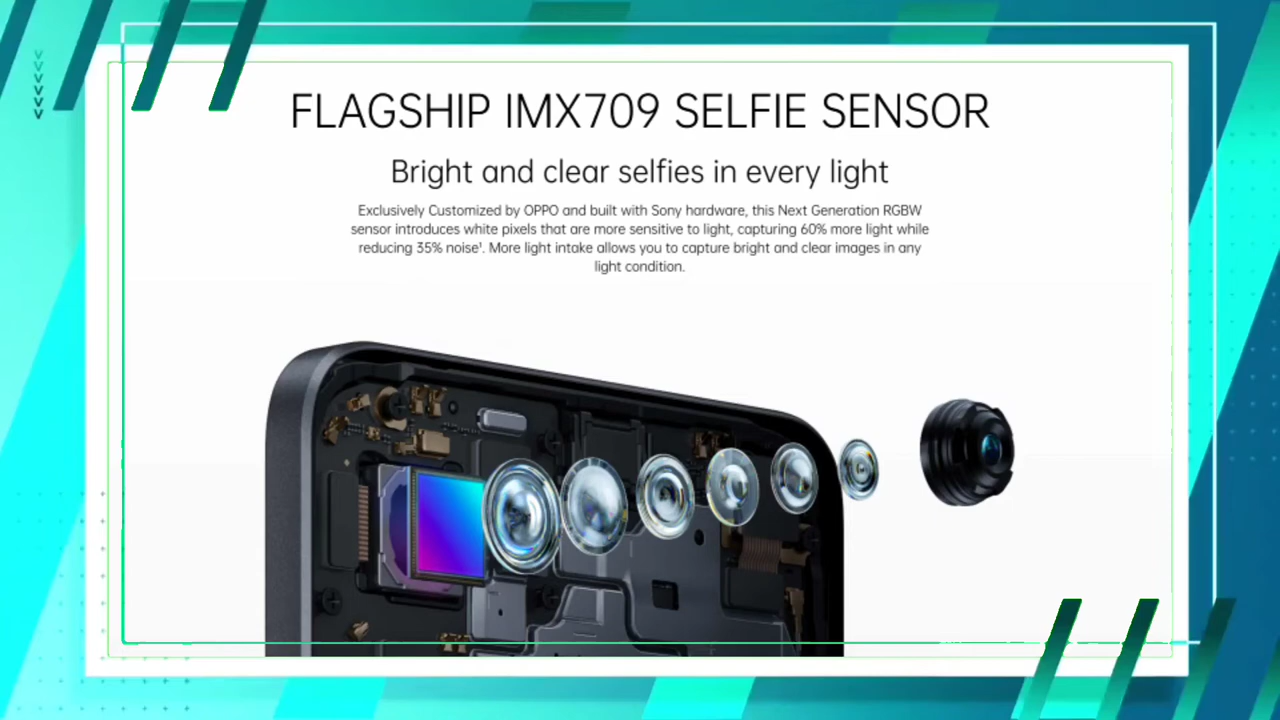 FLAGSHIP IMX709 SELFIE SENSOR
Bright and clear selfies in every light
Exclusively Customized by OPPO and built with Sony hardware, this Next Generation RGBW
sensor introduces white pixels that are more sensitive to light, capturing 60% more light while
reducing 35% noise¹. More light intake allows you to capture bright and clear images in any
light condition.